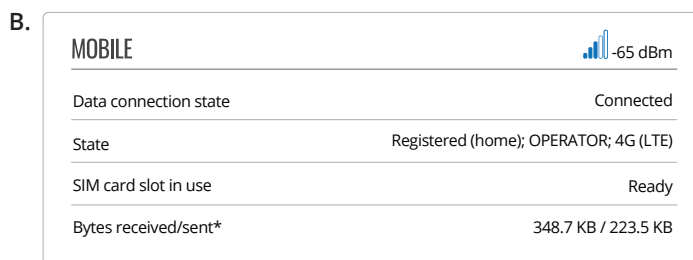 B.
MOBILE -65 dBm
Data connection state Connected
State Registered (home); OPERATOR; 4G (LTE)
SIM card slot in use Ready
Bytes received/sent* 348.7 KB / 223.5 KB